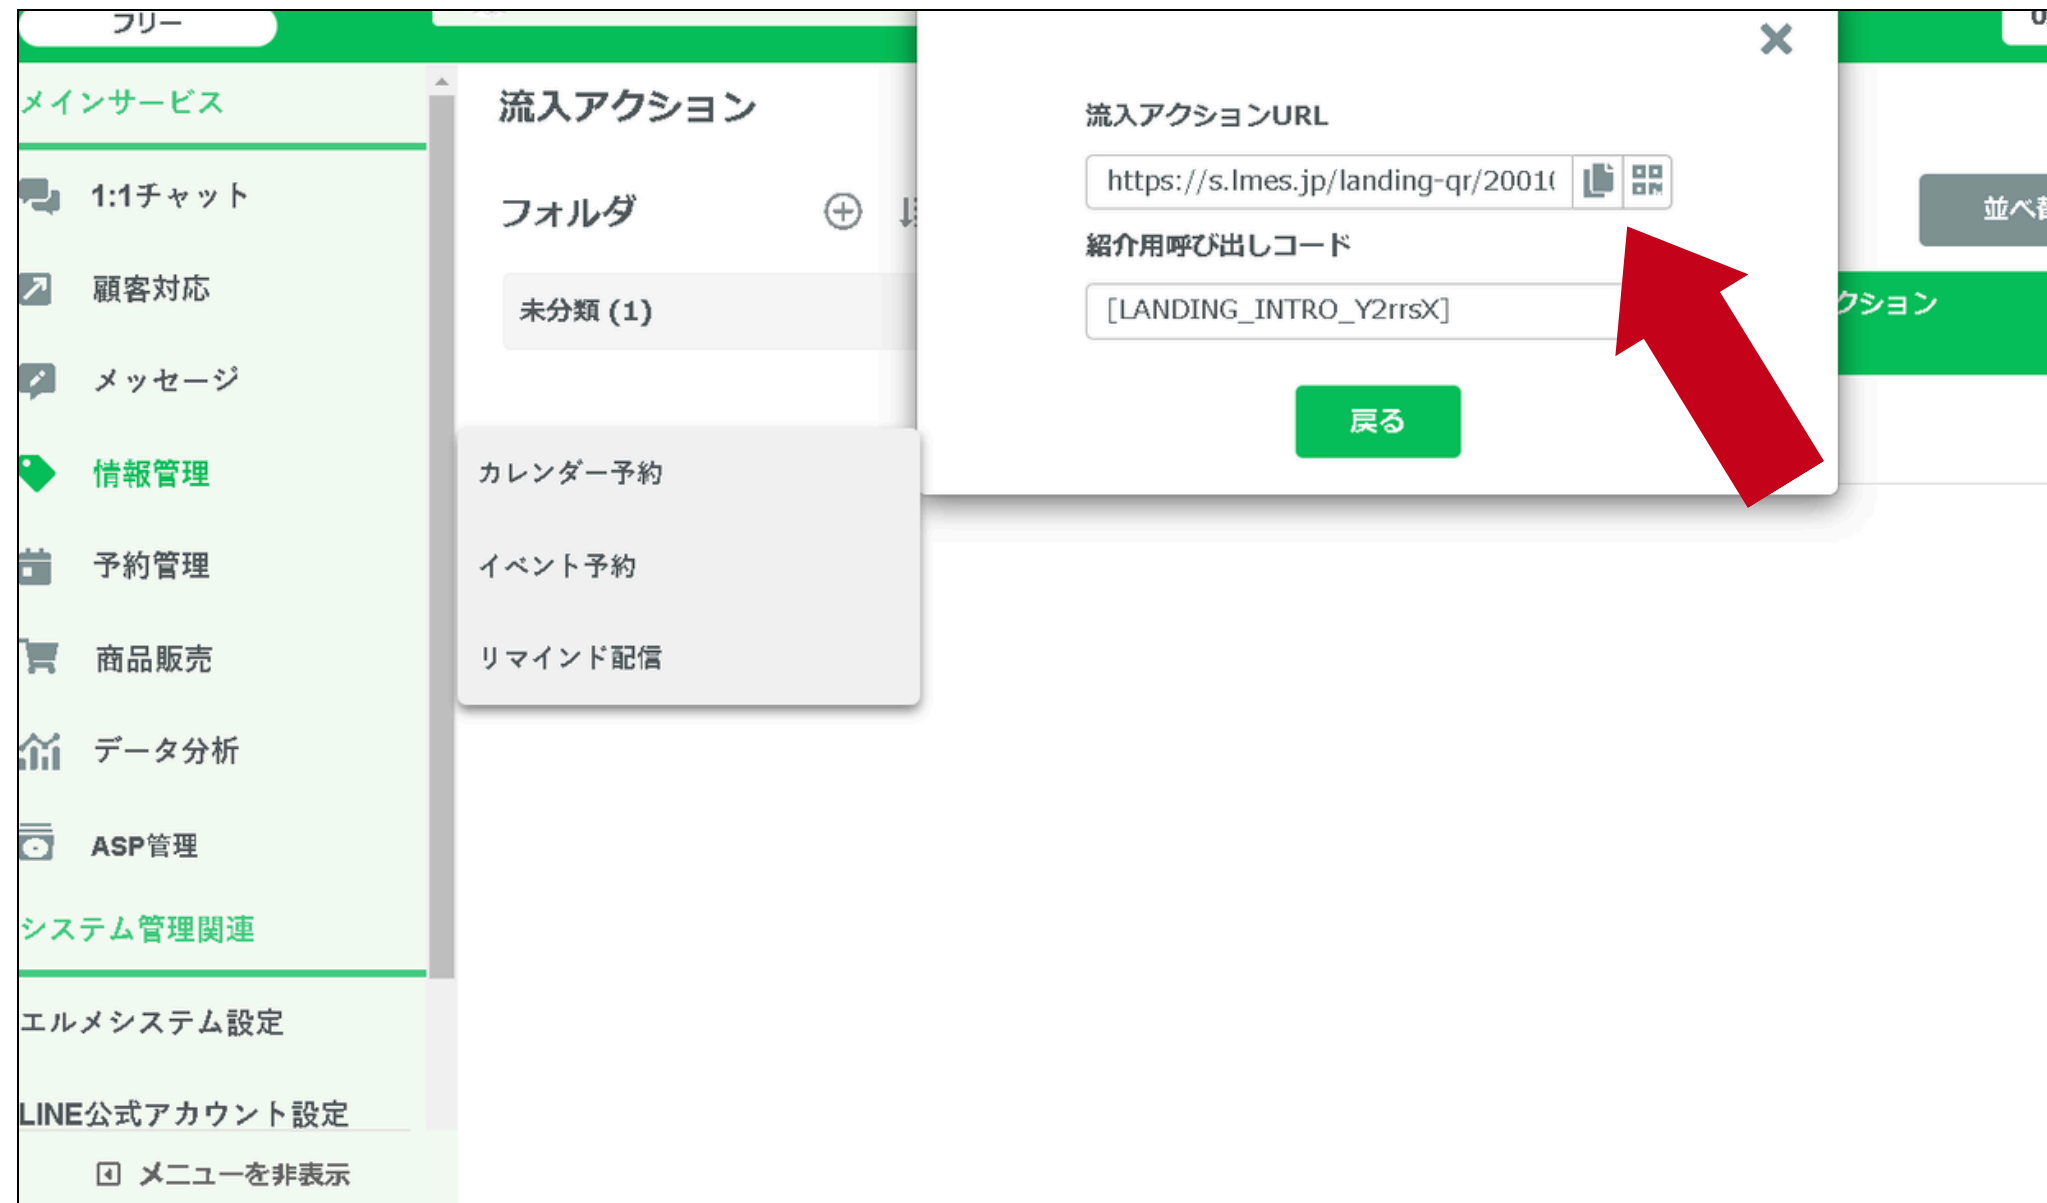 フリー
メインサービス
1:1チャット
顧客対応
メッセージ
情報管理
予約管理
商品販売
データ分析
ASP管理
システム管理関連
エルメシステム設定
LINE公式アカウント設定
メニューを非表示
流入アクション
フォルダ
未分類 (1)
カレンダー予約
イベント予約
リマインド配信
流入アクションURL
https://s.lmes.jp/landing-qr/2001
紹介用呼び出しコード
[LANDING_INTRO_Y2rrsX]
戻る
並べ
クション